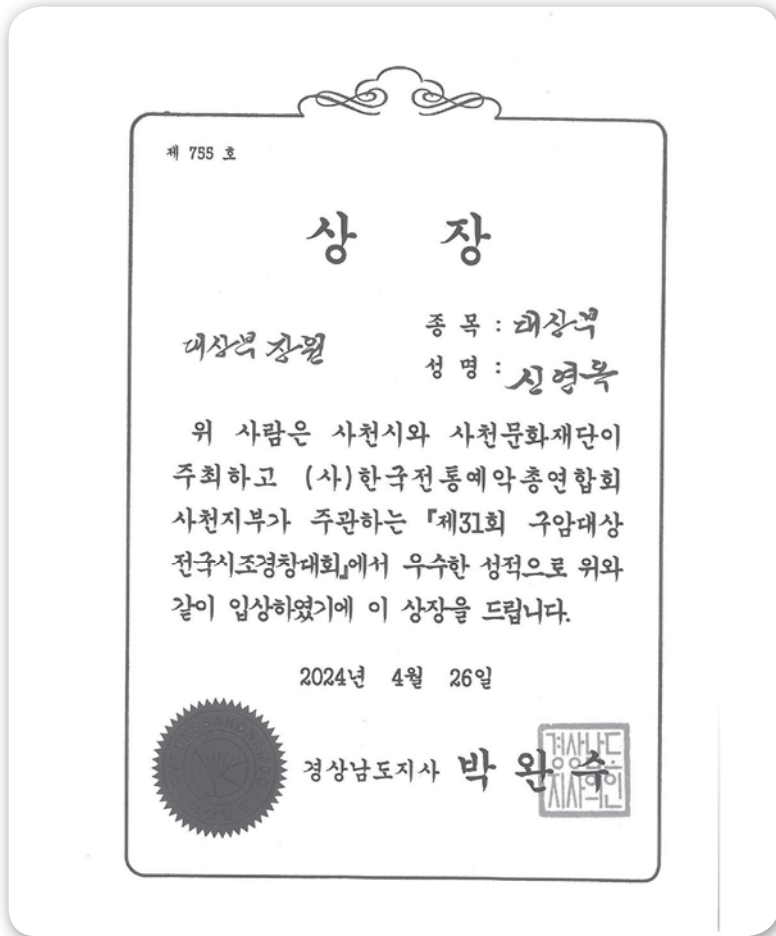 제 755 호
상 장
종 목 : 대상부
대상부 장원
성 명 : 신영옥
위 사람은 사천시와 사천문화재단이
주최하고 (사)한국전통예악총연합회
사천지부가 주관하는 『제31회 구암대상
전국시조경창대회』에서 우수한 성적으로 위와
같이 입상하였기에 이 상장을 드립니다.
2024년 4월 26일
경상남도지사 박 완 수
경상남도
지사의인